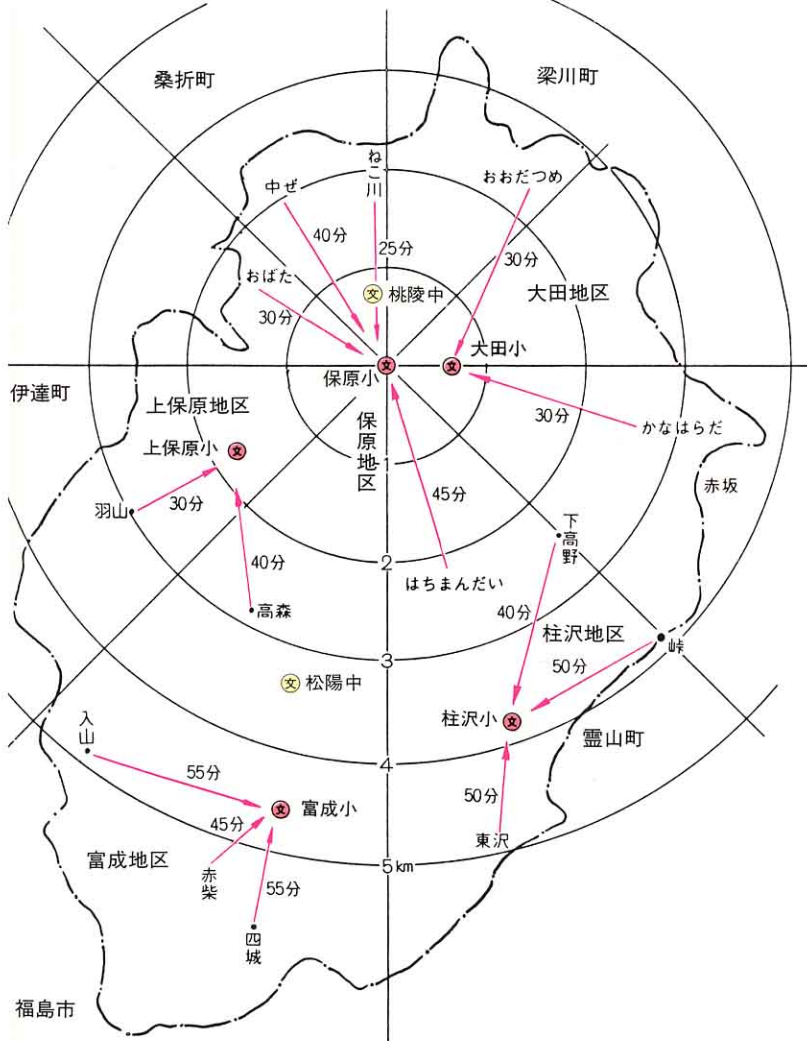 桑折町
梁川町
ねこ川
中ぜ
おおだつめ
40分
25分
30分
おばた
文
桃陵中
大田地区
30分
大田小
文
文
保原小
伊達町
上保原地区
保原地区
30分
かなはらだ
上保原小
文
1
赤坂
45分
羽山
30分
下高野
2
はちまんだい
40分
高森
40分
柱沢地区
峠
3
50分
文
松陽中
柱沢小
文
霊山町
入山
4
55分
50分
文
富成小
45分
東沢
富成地区
赤柴
5km
55分
四城
福島市